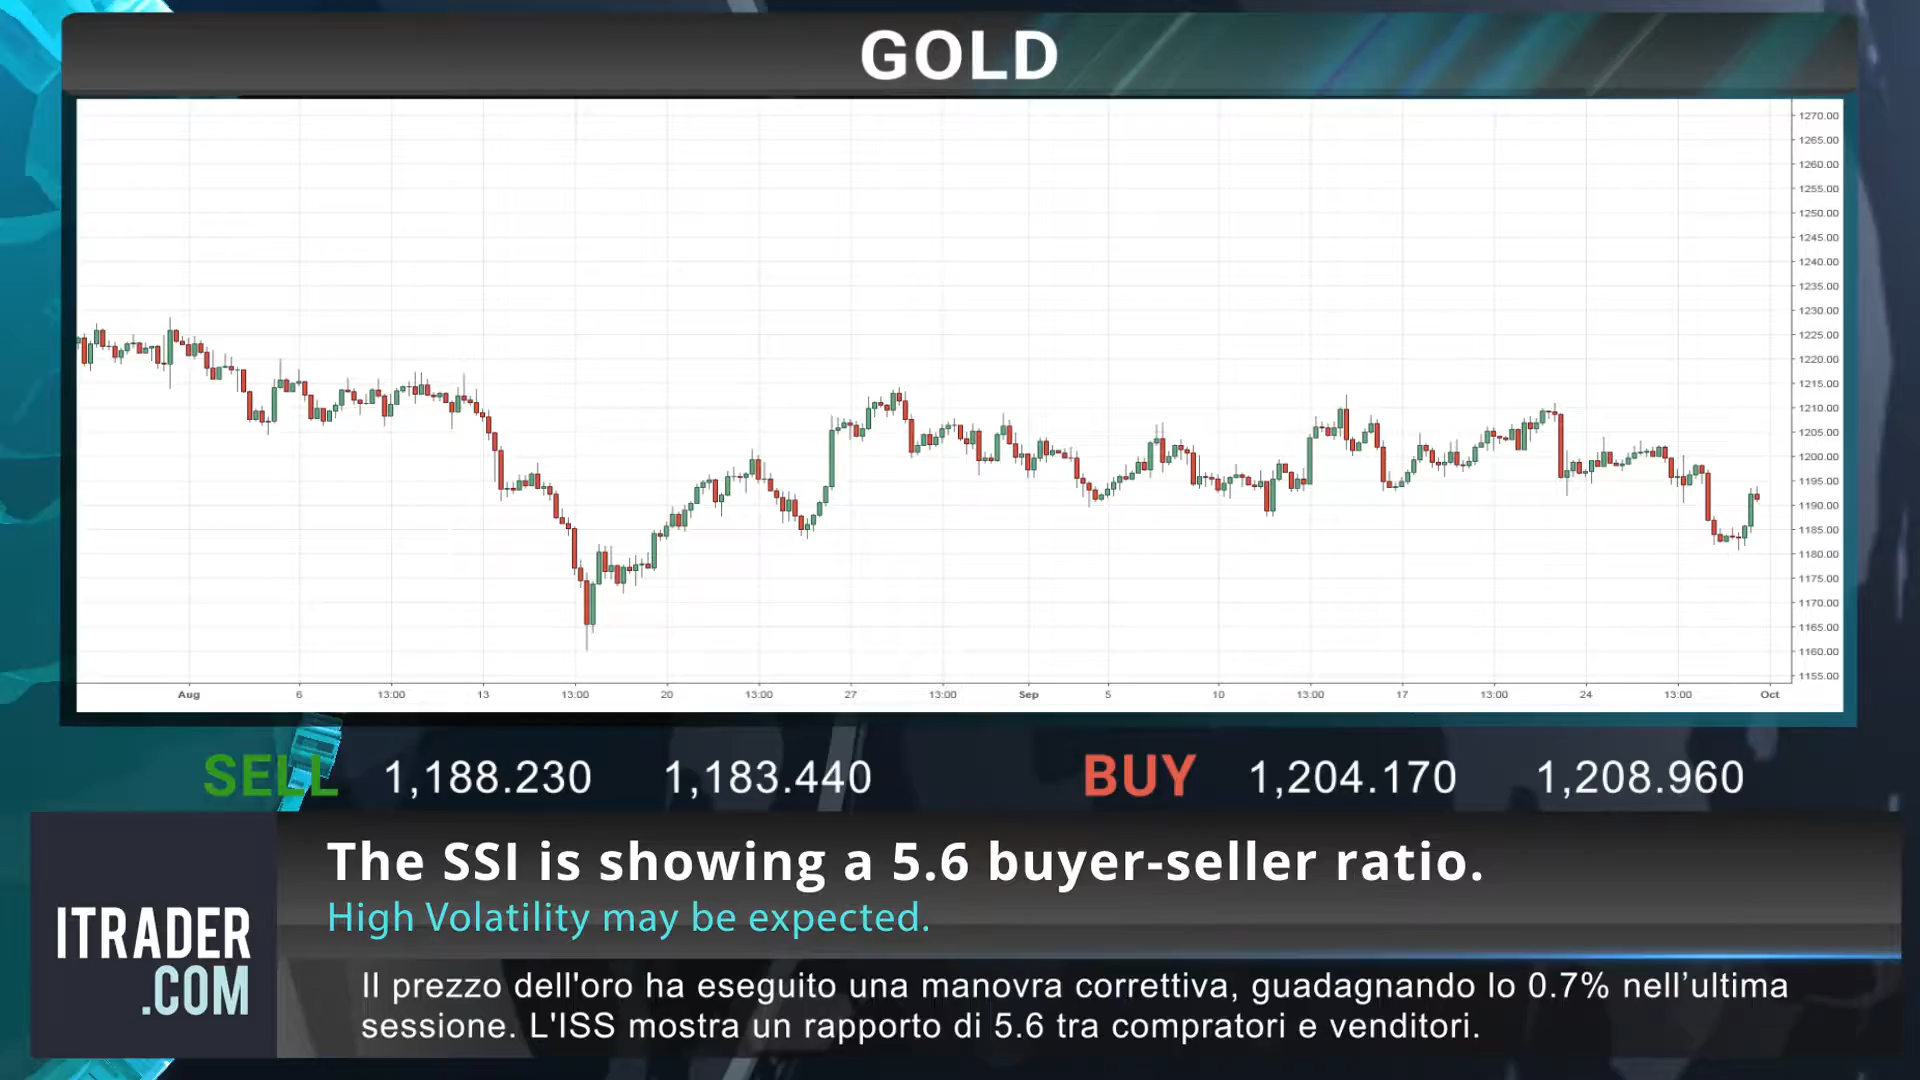 GOLD
1270.00
1265.00
1260.00
1255.00
1250.00
1245.00
1240.00
1235.00
1230.00
1225.00
1220.00
1215.00
1210.00
1205.00
1200.00
1195.00
1190.00
1185.00
1180.00
1175.00
1170.00
1165.00
1160.00
1155.00
Aug 6 13:00 13 13:00 20 13:00 27 13:00 Sep 5 10 13:00 17 13:00 24 13:00 Oct
SELL 1,188.230 1,183.440 BUY 1,204.170 1,208.960
The SSI is showing a 5.6 buyer-seller ratio.
High Volatility may be expected.
ITRADER
.COM
Il prezzo dell'oro ha eseguito una manovra correttiva, guadagnando lo 0.7% nell’ultima
sessione. L'ISS mostra un rapporto di 5.6 tra compratori e venditori.